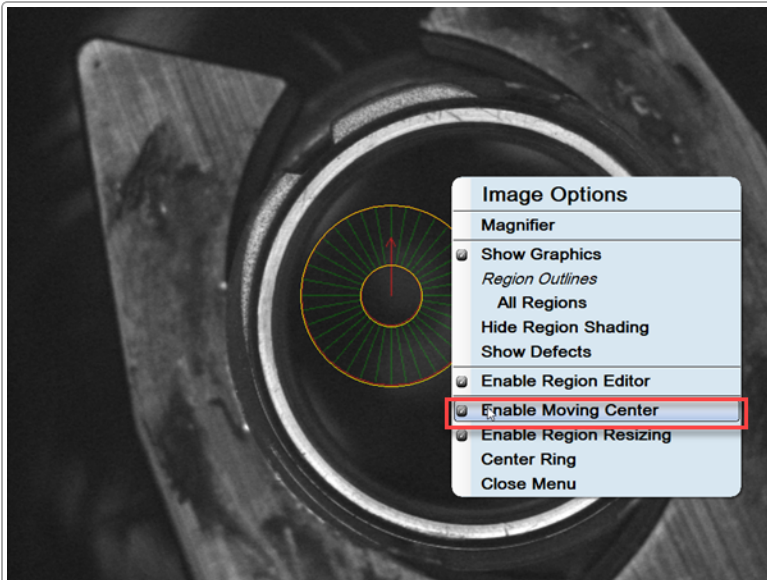 Image Options
Magnifier
Show Graphics
Region Outlines
All Regions
Hide Region Shading
Show Defects
Enable Region Editor
Enable Moving Center
Enable Region Resizing
Center Ring
Close Menu